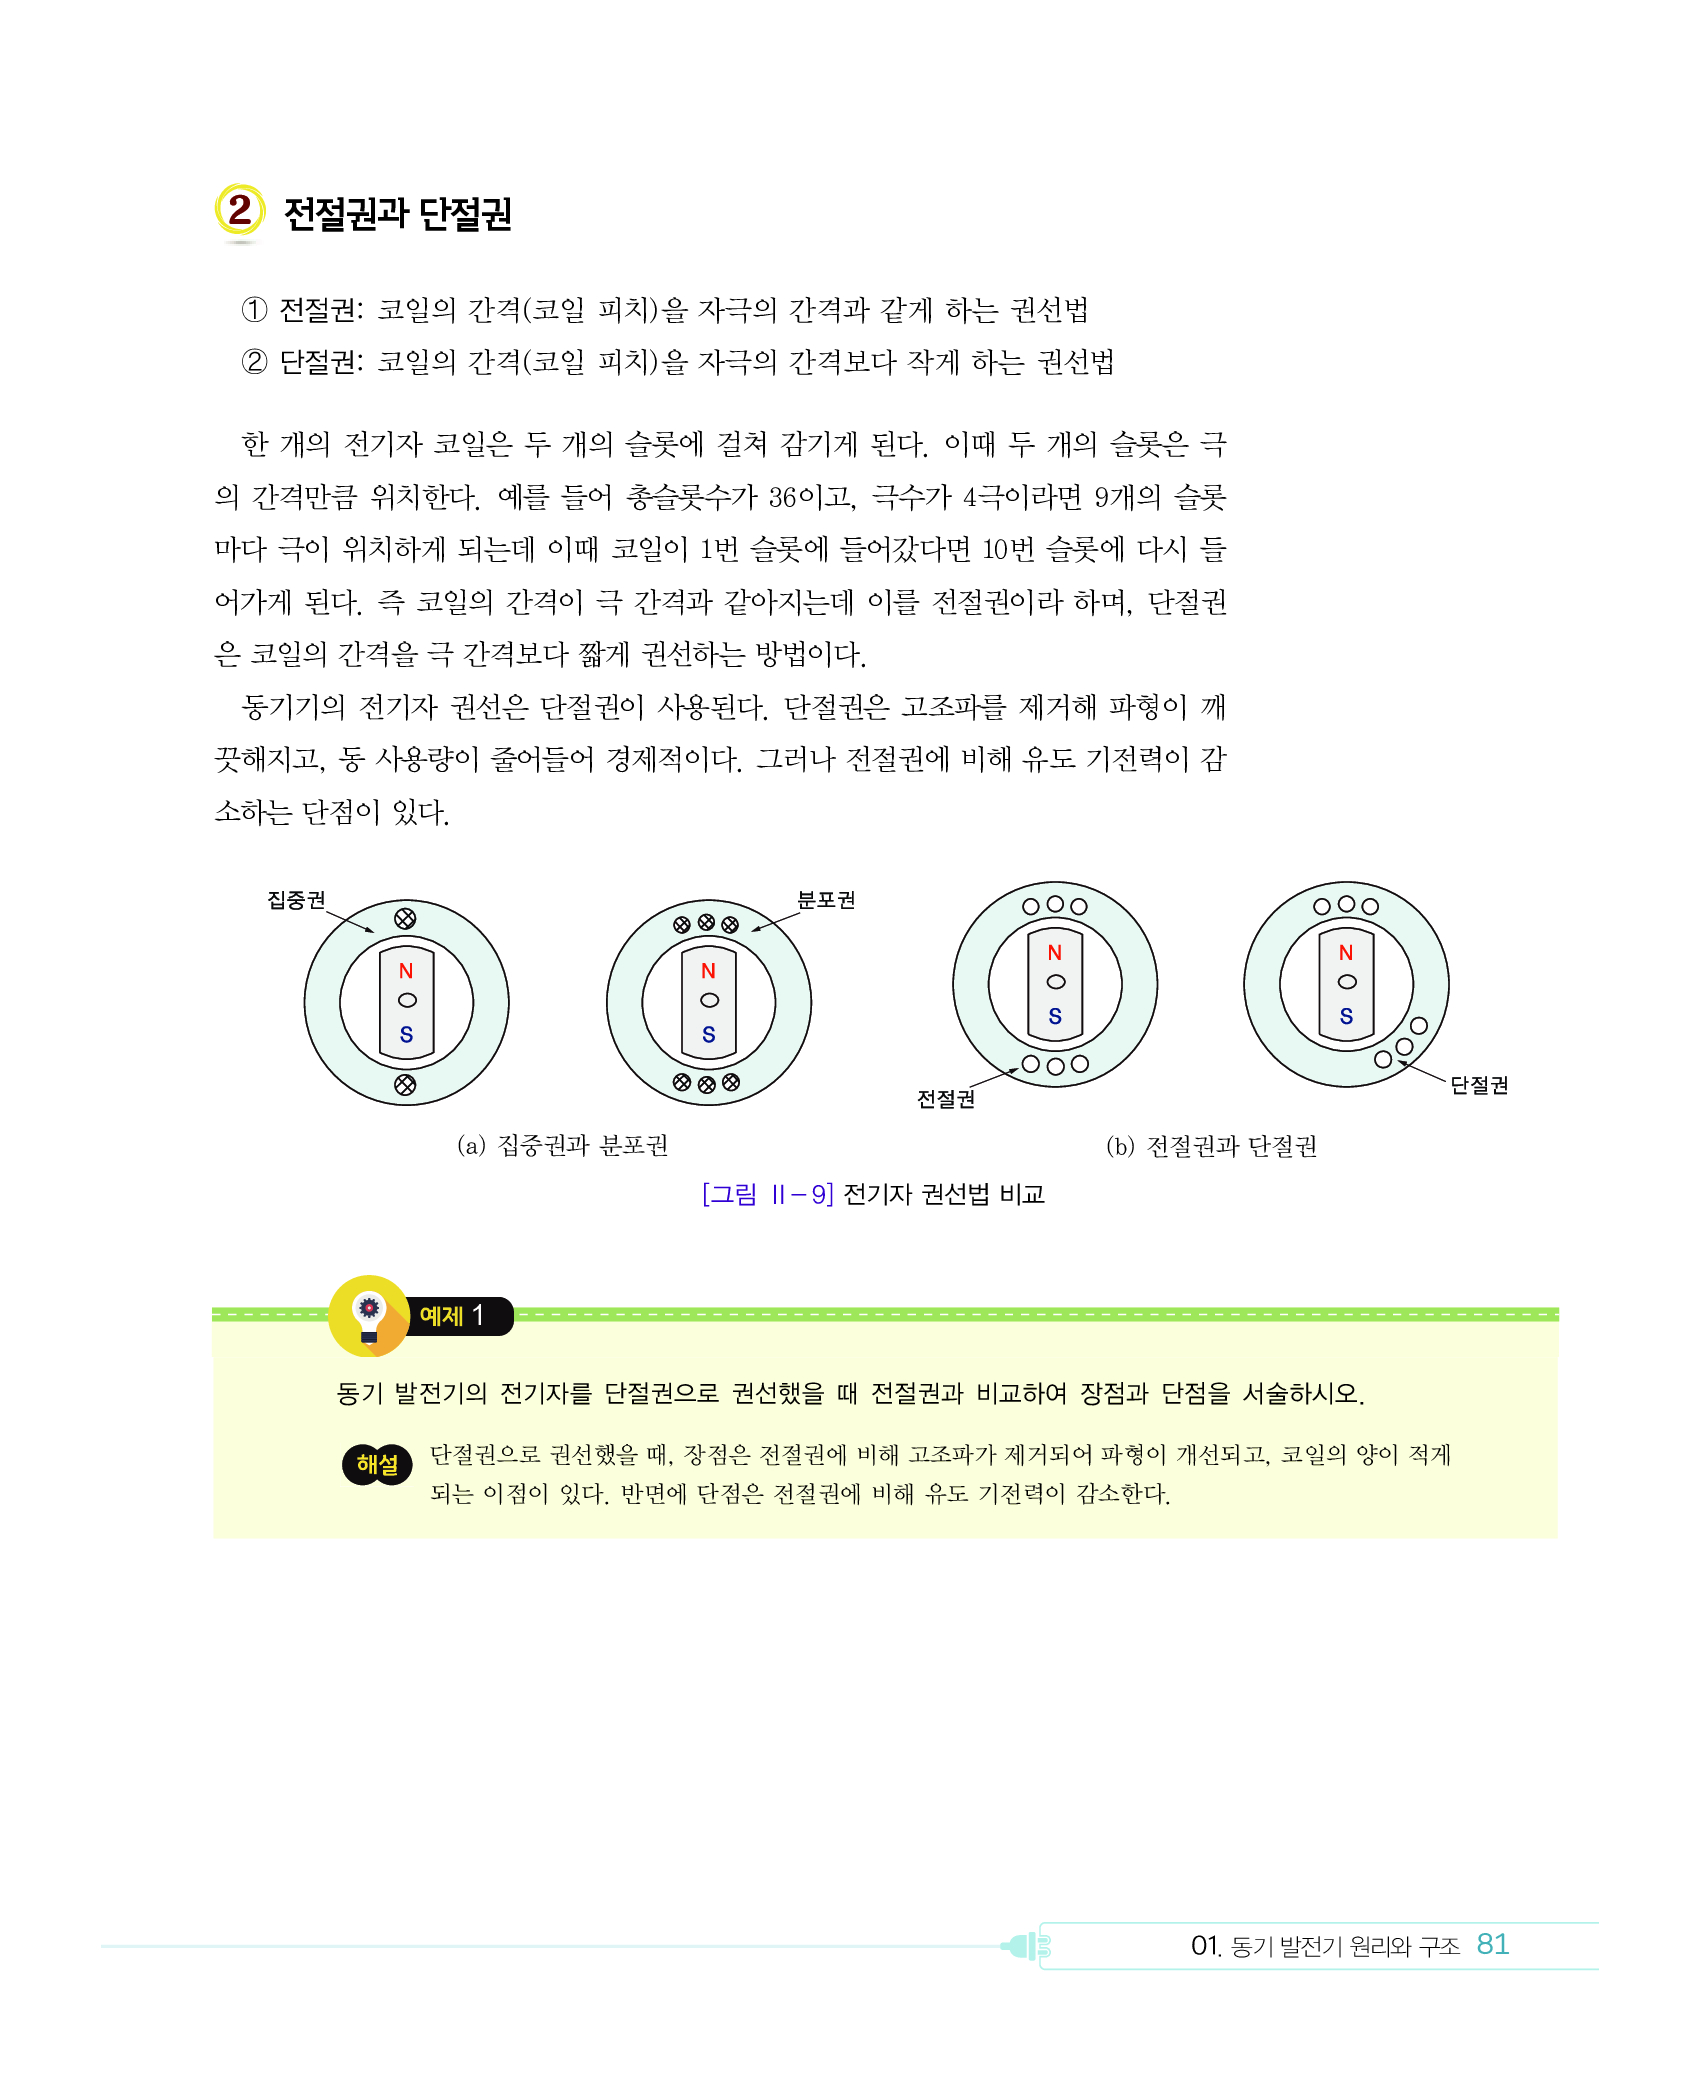 2 전절권과 단절권
① 전절권: 코일의 간격(코일 피치)을 자극의 간격과 같게 하는 권선법
② 단절권: 코일의 간격(코일 피치)을 자극의 간격보다 작게 하는 권선법
한 개의 전기자 코일은 두 개의 슬롯에 걸쳐 감기게 된다. 이때 두 개의 슬롯은 극
의 간격만큼 위치한다. 예를 들어 총슬롯수가 36이고, 극수가 4극이라면 9개의 슬롯
마다 극이 위치하게 되는데 이때 코일이 1번 슬롯에 들어갔다면 10번 슬롯에 다시 들
어가게 된다. 즉 코일의 간격이 극 간격과 같아지는데 이를 전절권이라 하며, 단절권
은 코일의 간격을 극 간격보다 짧게 권선하는 방법이다.
동기기의 전기자 권선은 단절권이 사용된다. 단절권은 고조파를 제거해 파형이 깨
끗해지고, 동 사용량이 줄어들어 경제적이다. 그러나 전절권에 비해 유도 기전력이 감
소하는 단점이 있다.
집중권
N
S
분포권
N
S
(a) 집중권과 분포권
N
S
전절권
N
S
단절권
(b) 전절권과 단절권
[그림 Ⅱ-9] 전기자 권선법 비교
예제 1
동기 발전기의 전기자를 단절권으로 권선했을 때 전절권과 비교하여 장점과 단점을 서술하시오.
해설 단절권으로 권선했을 때, 장점은 전절권에 비해 고조파가 제거되어 파형이 개선되고, 코일의 양이 적게
되는 이점이 있다. 반면에 단점은 전절권에 비해 유도 기전력이 감소한다.
01. 동기 발전기 원리와 구조 81